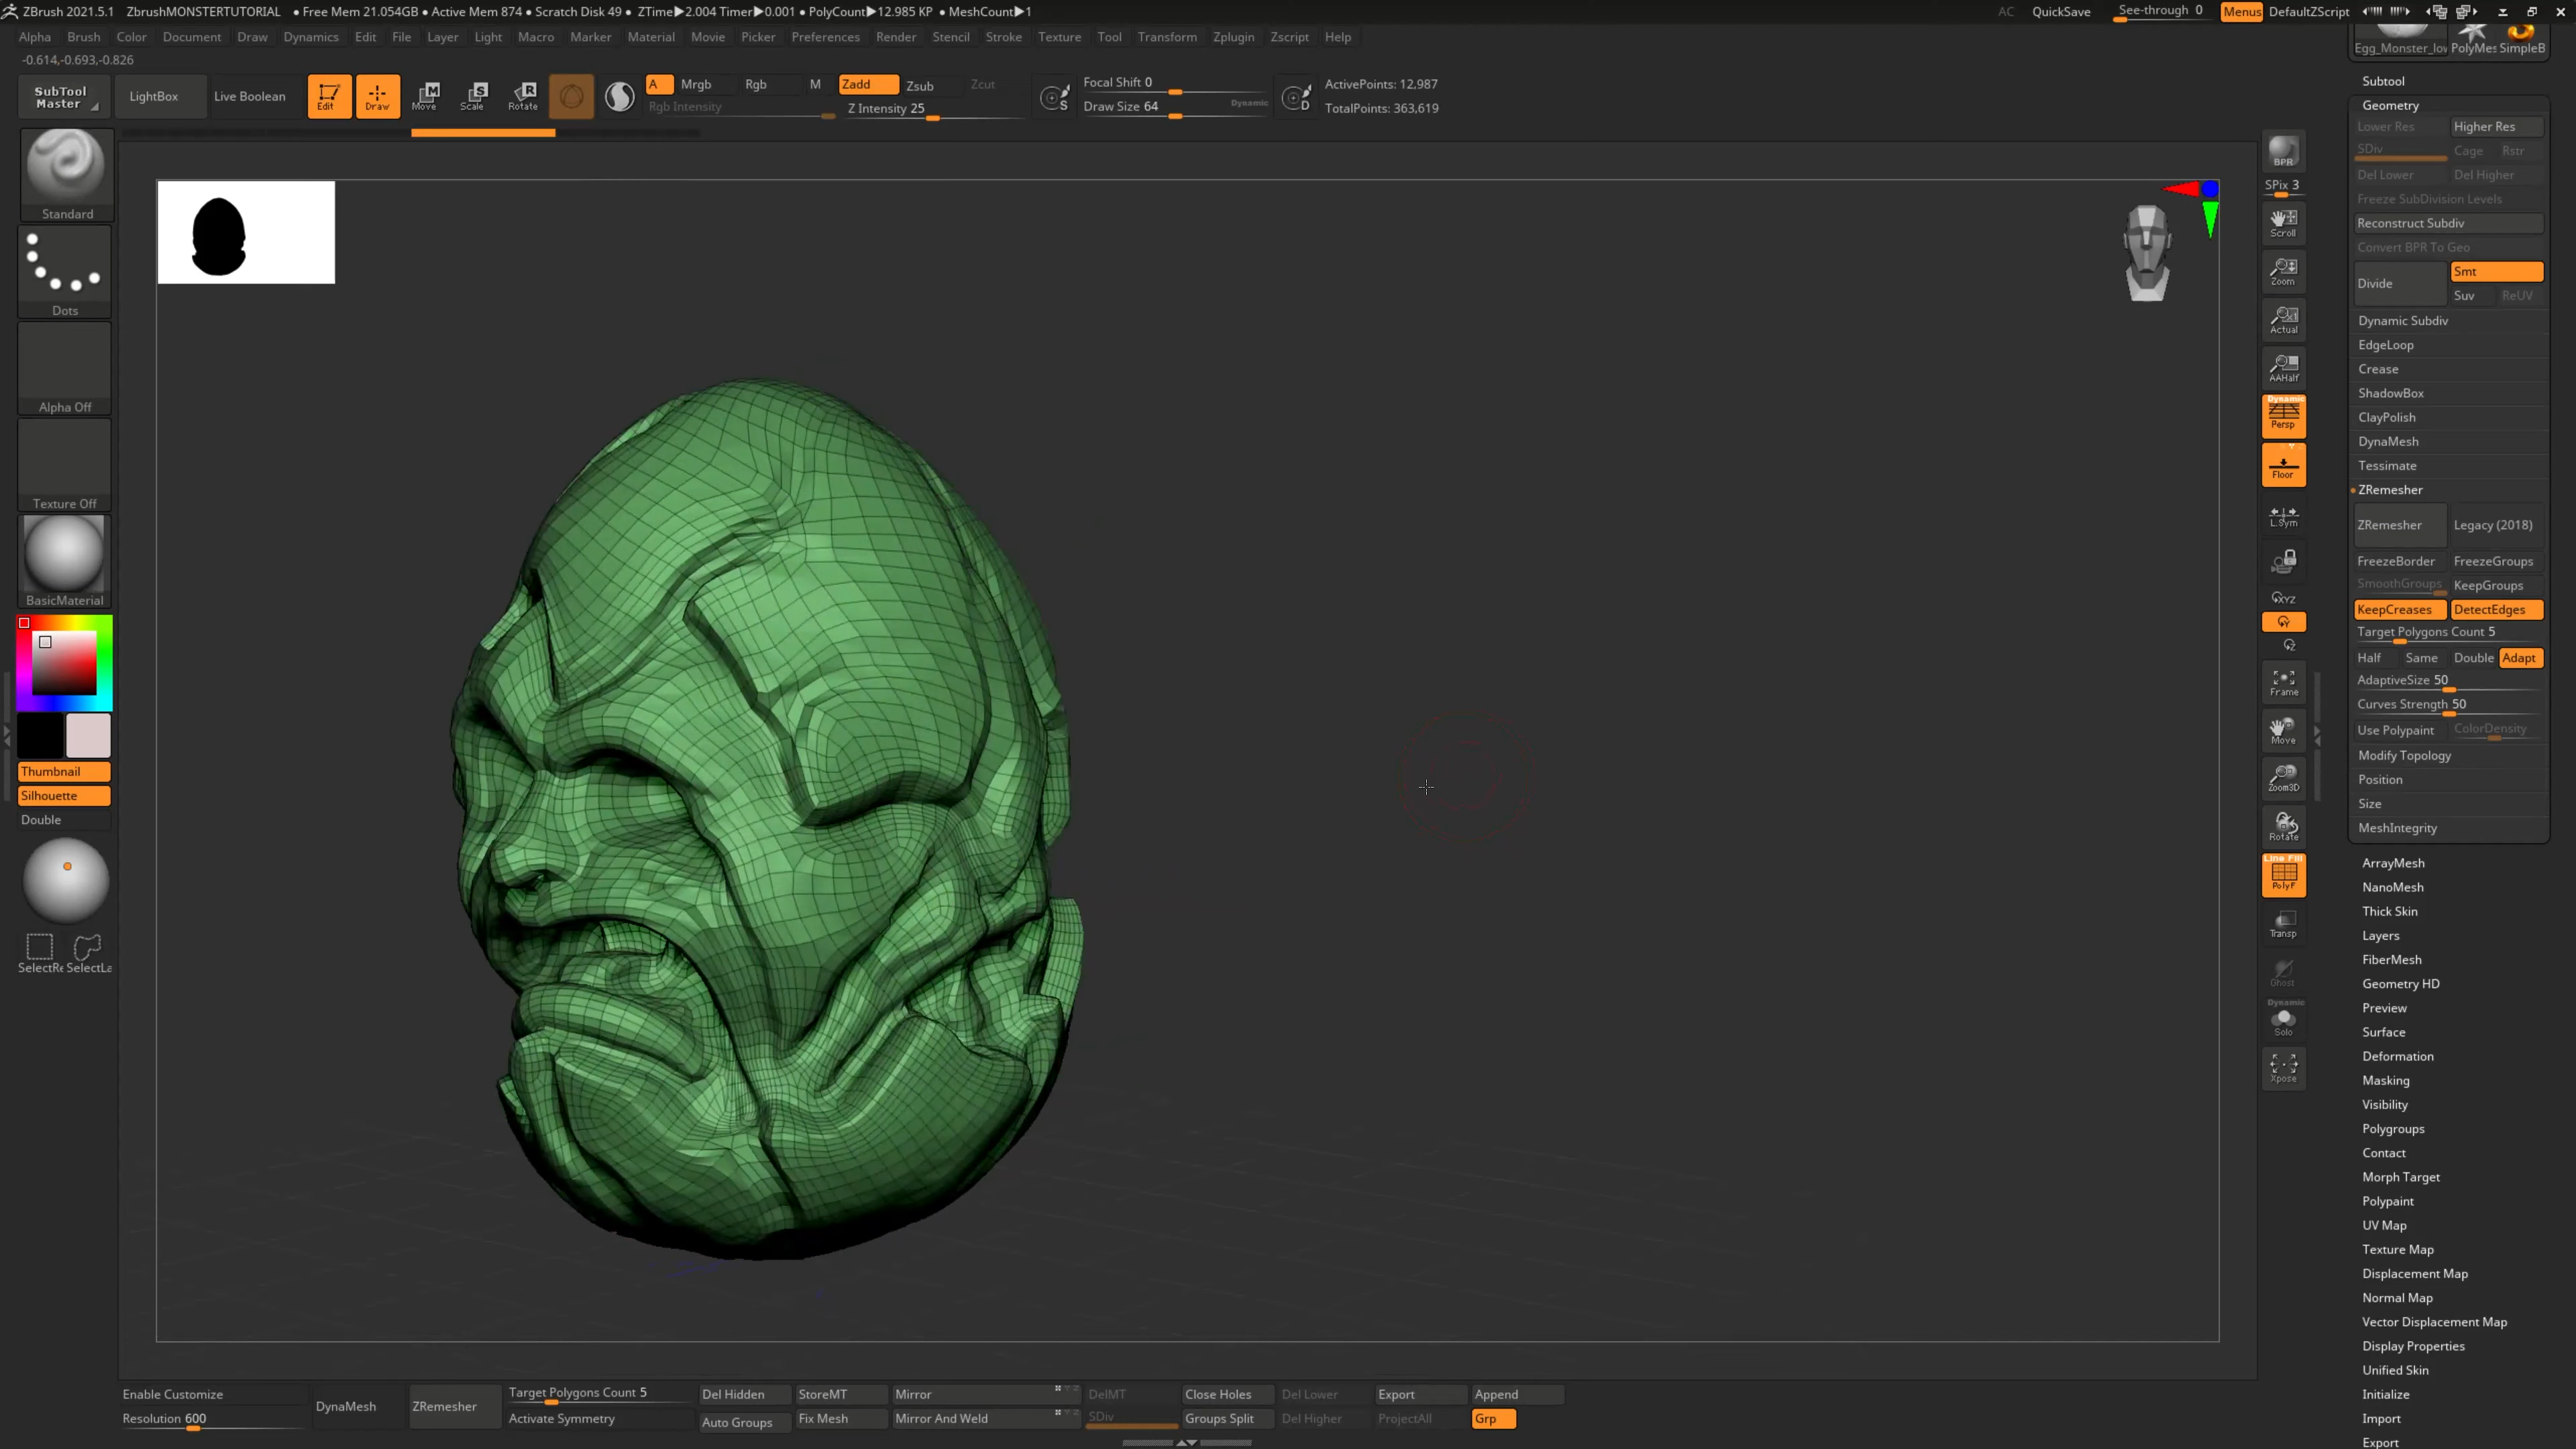 ZBrush 2021.5.1 ZbrushMONSTERTUTORIAL • Free Mem 21.054GB • Active Mem 874 • Scratch Disk 49 • ZTime▶2.004 Timer▶0.001 • PolyCount▶12.985 KP • MeshCount▶1 AC QuickSave See-through 0 Menus DefaultZScript
Alpha Brush Color Document Draw Dynamics Edit File Layer Light Macro Marker Material Movie Picker Preferences Render Stencil Stroke Texture Tool Transform Zplugin Zscript Help
-0.614,-0.693,-0.826
SubTool Master
LightBox
Live Boolean
Edit
Draw
Move
Scale
Rotate
A Mrgb Rgb M
Rgb Intensity
Zadd Zsub Zcut
Z Intensity 25
Focal Shift 0
Draw Size 64 Dynamic
ActivePoints: 12,987
TotalPoints: 363,619
Standard
Dots
Alpha Off
Texture Off
BasicMaterial
Thumbnail
Silhouette
Double
SelectRe SelectLa
BPR
SPix 3
Scroll
Zoom
Actual
AAHalf
Dynamic
Persp
Floor
L.Sym
XYZ
Y
Z
Frame
Move
Zoom3D
Rotate
Line Fill
PolyF
Transp
Ghost
Dynamic
Solo
Xpose
Egg_Monster_lov PolyMes SimpleB
Subtool
Geometry
Lower Res Higher Res
SDiv Cage Rstr
Del Lower Del Higher
Freeze SubDivision Levels
Reconstruct Subdiv
Convert BPR To Geo
Divide Smt
Suv ReUV
Dynamic Subdiv
EdgeLoop
Crease
ShadowBox
ClayPolish
DynaMesh
Tessimate
ZRemesher
ZRemesher Legacy (2018)
FreezeBorder FreezeGroups
SmoothGroups KeepGroups
KeepCreases DetectEdges
Target Polygons Count 5
Half Same Double Adapt
AdaptiveSize 50
Curves Strength 50
Use Polypaint ColorDensity
Modify Topology
Position
Size
MeshIntegrity
ArrayMesh
NanoMesh
Thick Skin
Layers
FiberMesh
Geometry HD
Preview
Surface
Deformation
Masking
Visibility
Polygroups
Contact
Morph Target
Polypaint
UV Map
Texture Map
Displacement Map
Normal Map
Vector Displacement Map
Display Properties
Unified Skin
Initialize
Import
Export
Enable Customize
Resolution 600
DynaMesh
ZRemesher
Target Polygons Count 5
Activate Symmetry
Del Hidden
Auto Groups
StoreMT
Fix Mesh
Mirror
Mirror And Weld
DelMT
SDiv
Close Holes
Groups Split
Del Lower
Del Higher
Export
ProjectAll
Append
Grp